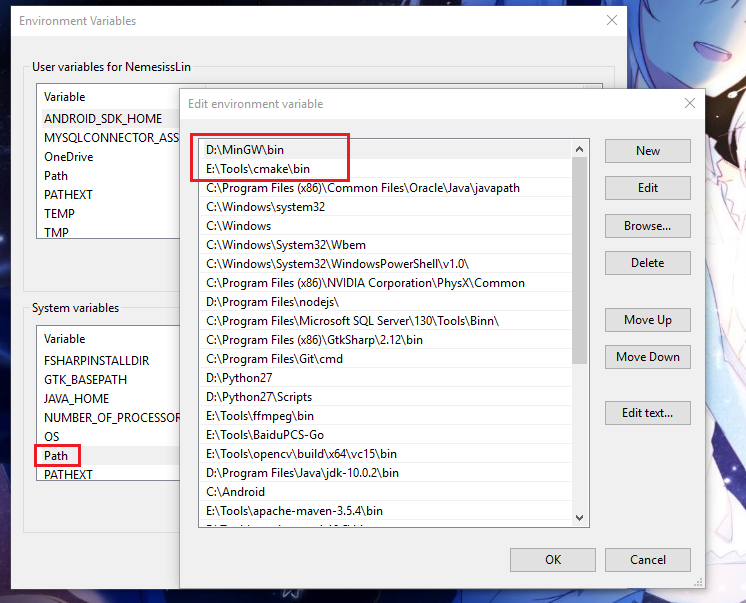 Environment Variables
User variables for NemesissLin
Variable
ANDROID_SDK_HOME
MYSQLCONNECTOR_ASS
OneDrive
Path
PATHEXT
TEMP
TMP
System variables
Variable
FSHARPINSTALLDIR
GTK_BASEPATH
JAVA_HOME
NUMBER_OF_PROCESSOR
OS
Path
PATHEXT
Edit environment variable
D:\MinGW\bin
E:\Tools\cmake\bin
C:\Program Files (x86)\Common Files\Oracle\Java\javapath
C:\Windows\system32
C:\Windows
C:\Windows\System32\Wbem
C:\Windows\System32\WindowsPowerShell\v1.0\
C:\Program Files (x86)\NVIDIA Corporation\PhysX\Common
D:\Program Files\nodejs\
C:\Program Files\Microsoft SQL Server\130\Tools\Binn\
C:\Program Files (x86)\GtkSharp\2.12\bin
C:\Program Files\Git\cmd
D:\Python27
D:\Python27\Scripts
E:\Tools\ffmpeg\bin
E:\Tools\BaiduPCS-Go
E:\Tools\opencv\build\x64\vc15\bin
D:\Program Files\Java\jdk-10.0.2\bin
C:\Android
E:\Tools\apache-maven-3.5.4\bin
New
Edit
Browse...
Delete
Move Up
Move Down
Edit text...
OK
Cancel